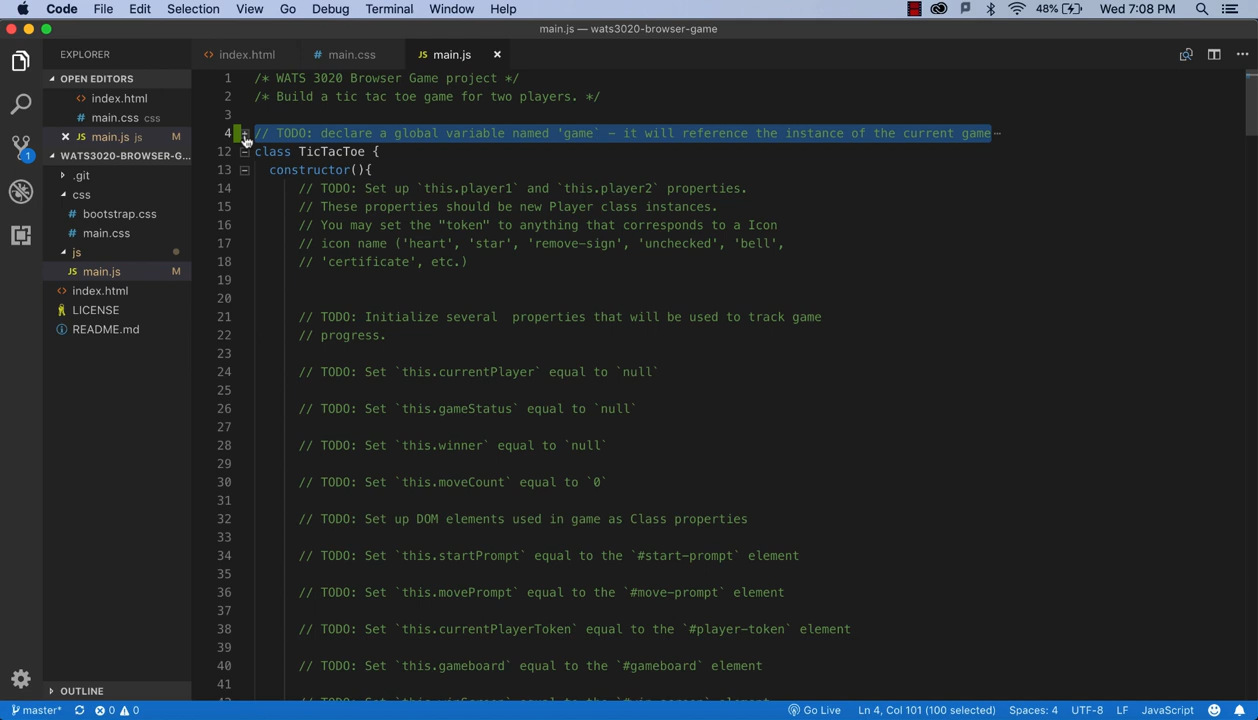 Code File Edit Selection View Go Debug Terminal Window Help 48% Wed 7:08 PM
main.js — wats3020-browser-game
EXPLORER
<> index.html
# main.css
JS main.js ×
OPEN EDITORS
<> index.html
# main.css css
× JS main.js js M
WATS3020-BROWSER-G...
.git
css
# bootstrap.css
# main.css
js
JS main.js M
<> index.html
LICENSE
README.md
OUTLINE
1 /* WATS 3020 Browser Game project */
2 /* Build a tic tac toe game for two players. */
3
4 // TODO: declare a global variable named 'game` - it will reference the instance of the current game
12 class TicTacToe {
13 constructor(){
14 // TODO: Set up `this.player1` and `this.player2` properties.
15 // These properties should be new Player class instances.
16 // You may set the "token" to anything that corresponds to a Icon
17 // icon name ('heart', 'star', 'remove-sign', 'unchecked', 'bell',
18 // 'certificate', etc.)
19
20
21 // TODO: Initialize several  properties that will be used to track game
22 // progress.
23
24 // TODO: Set `this.currentPlayer` equal to `null`
25
26 // TODO: Set `this.gameStatus` equal to `null`
27
28 // TODO: Set `this.winner` equal to `null`
29
30 // TODO: Set `this.moveCount` equal to `0`
31
32 // TODO: Set up DOM elements used in game as Class properties
33
34 // TODO: Set `this.startPrompt` equal to the `#start-prompt` element
35
36 // TODO: Set `this.movePrompt` equal to the `#move-prompt` element
37
38 // TODO: Set `this.currentPlayerToken` equal to the `#player-token` element
39
40 // TODO: Set `this.gameboard` equal to the `#gameboard` element
41
1
master* 0 0 Go Live Ln 4, Col 101 (100 selected) Spaces: 4 UTF-8 LF JavaScript